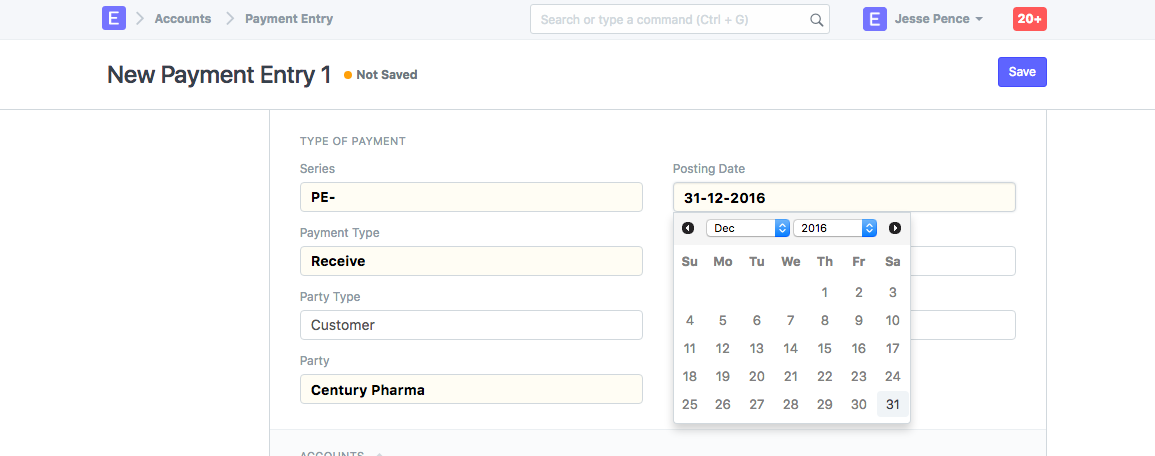 E Accounts Payment Entry Search or type a command (Ctrl + G) E Jesse Pence 20+
New Payment Entry 1 Not Saved Save
TYPE OF PAYMENT
Series Posting Date
PE- 31-12-2016
Dec 2016
Payment Type
Receive
Su Mo Tu We Th Fr Sa
1 2 3
Party Type
Customer
4 5 6 7 8 9 10
11 12 13 14 15 16 17
Party
18 19 20 21 22 23 24
Century Pharma
25 26 27 28 29 30 31
ACCOUNTS